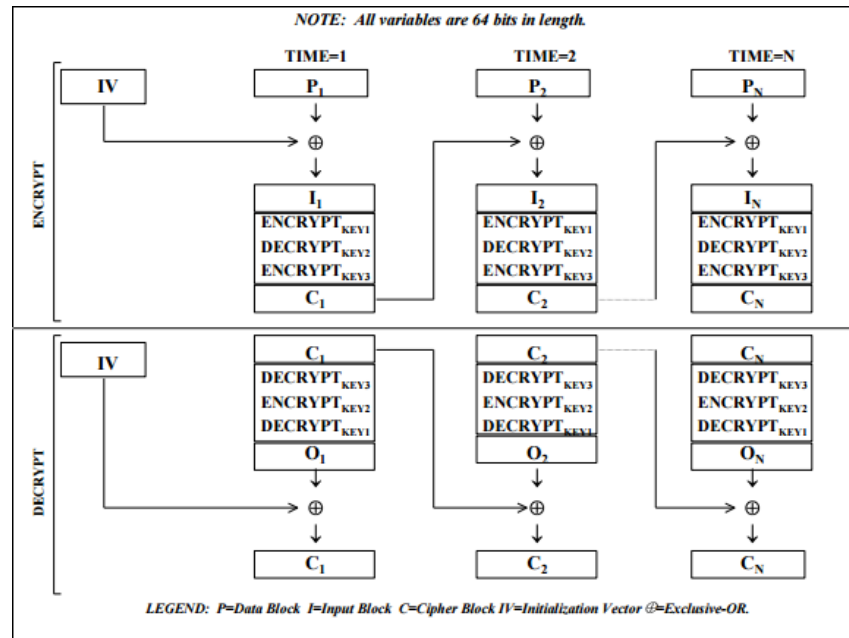 NOTE: All variables are 64 bits in length.
TIME=1 TIME=2 TIME=N
IV P1 P2 PN
⊕ ⊕ ⊕
I1 I2 IN
ENCRYPTKEY1 ENCRYPTKEY1 ENCRYPTKEY1
DECRYPTKEY2 DECRYPTKEY2 DECRYPTKEY2
ENCRYPTKEY3 ENCRYPTKEY3 ENCRYPTKEY3
C1 C2 CN
ENCRYPT
IV C1 C2 CN
DECRYPTKEY3 DECRYPTKEY3 DECRYPTKEY3
ENCRYPTKEY2 ENCRYPTKEY2 ENCRYPTKEY2
DECRYPTKEY1 DECRYPTKEY1 DECRYPTKEY1
O1 O2 ON
⊕ ⊕ ⊕
C1 C2 CN
DECRYPT
LEGEND: P=Data Block I=Input Block C=Cipher Block IV=Initialization Vector ⊕=Exclusive-OR.